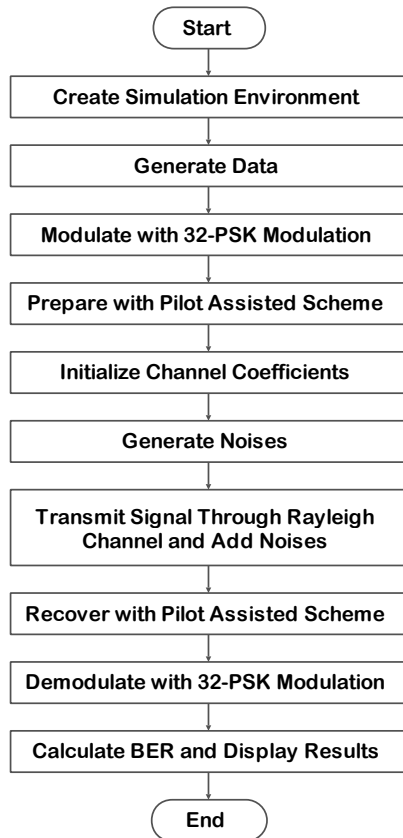 Start
Create Simulation Environment
Generate Data
Modulate with 32-PSK Modulation
Prepare with Pilot Assisted Scheme
Initialize Channel Coefficients
Generate Noises
Transmit Signal Through Rayleigh
Channel and Add Noises
Recover with Pilot Assisted Scheme
Demodulate with 32-PSK Modulation
Calculate BER and Display Results
End